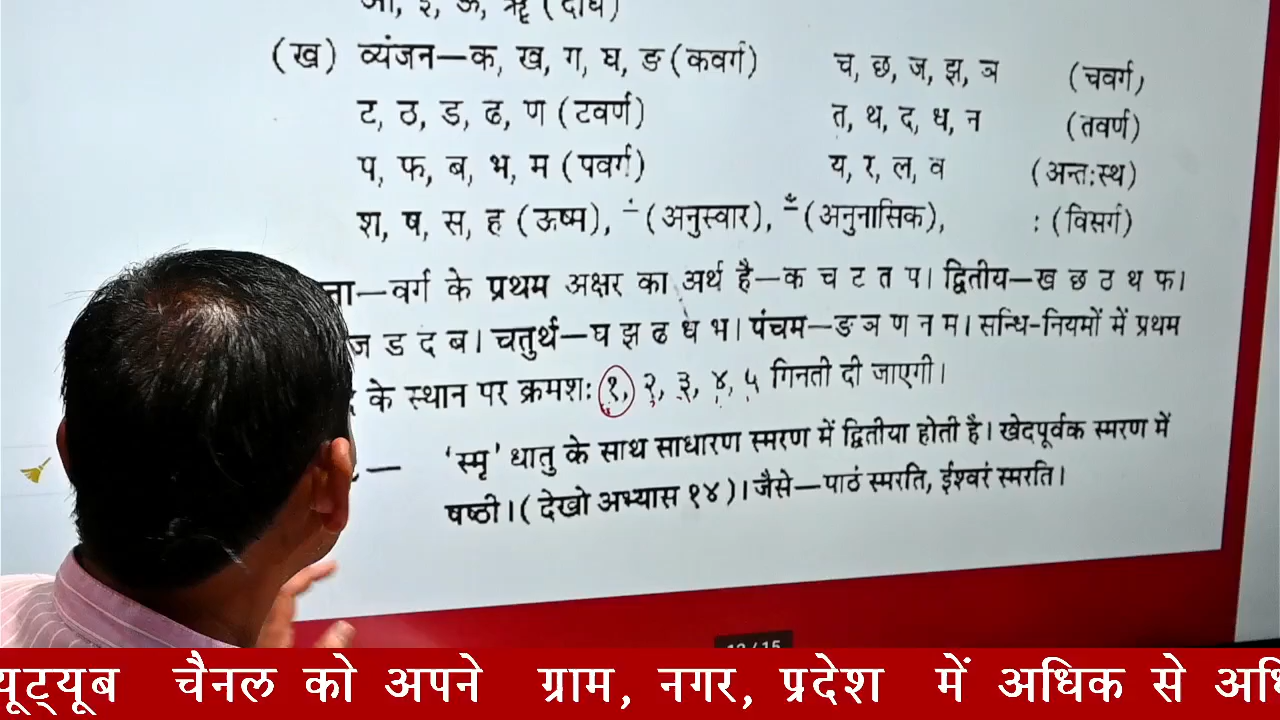 आ, इ, ऊ, ॠ (दीर्घ)
(ख) व्यंजन—क, ख, ग, घ, ङ (कवर्ग) च, छ, ज, झ, ञ (चवर्ग)
ट, ठ, ड, ढ, ण (टवर्ण) त, थ, द, ध, न (तवर्ण)
प, फ, ब, भ, म (पवर्ग) य, र, ल, व (अन्तःस्थ)
श, ष, स, ह (ऊष्म), ∸ (अनुस्वार), ँ (अनुनासिक), : (विसर्ग)
—वर्ग के प्रथम अक्षर का अर्थ है—क च ट त प। द्वितीय—ख छ ठ थ फ।
ज ड द ब। चतुर्थ—घ झ ढ ध भ। पंचम—ङ ञ ण न म। सन्धि-नियमों में प्रथम
के स्थान पर क्रमशः १, २, ३, ४, ५ गिनती दी जाएगी।
— 'स्मृ' धातु के साथ साधारण स्मरण में द्वितीया होती है। खेदपूर्वक स्मरण में
षष्ठी। (देखो अभ्यास १४)। जैसे—पाठं स्मरति, ईश्वरं स्मरति।
यूट्यूब चैनल को अपने ग्राम, नगर, प्रदेश में अधिक से